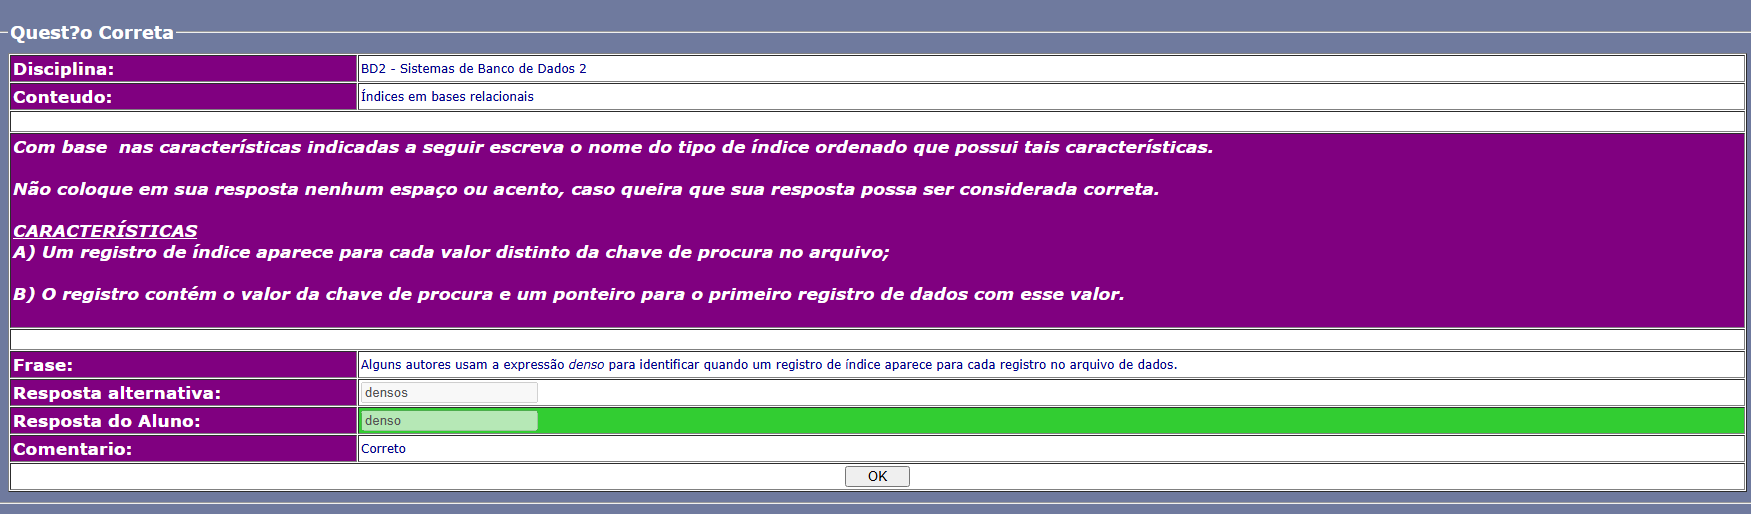 Quest?o Correta
Disciplina: BD2 - Sistemas de Banco de Dados 2
Conteudo: Índices em bases relacionais
Com base  nas características indicadas a seguir escreva o nome do tipo de índice ordenado que possui tais características.
Não coloque em sua resposta nenhum espaço ou acento, caso queira que sua resposta possa ser considerada correta.
CARACTERÍSTICAS
A) Um registro de índice aparece para cada valor distinto da chave de procura no arquivo;
B) O registro contém o valor da chave de procura e um ponteiro para o primeiro registro de dados com esse valor.
Frase: Alguns autores usam a expressão denso para identificar quando um registro de índice aparece para cada registro no arquivo de dados.
Resposta alternativa: densos
Resposta do Aluno: denso
Comentario: Correto
OK